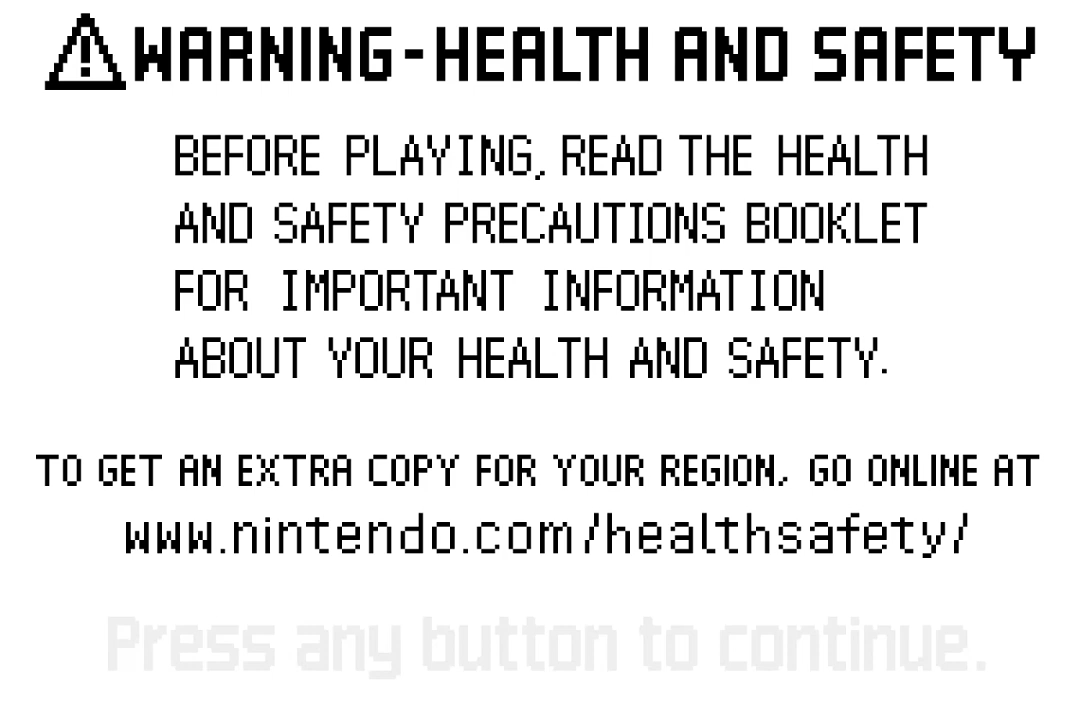 WARNING-HEALTH AND SAFETY
BEFORE PLAYING, READ THE HEALTH
AND SAFETY PRECAUTIONS BOOKLET
FOR IMPORTANT INFORMATION
ABOUT YOUR HEALTH AND SAFETY.
TO GET AN EXTRA COPY FOR YOUR REGION, GO ONLINE AT
www.nintendo.com/healthsafety/
Press any button to continue.